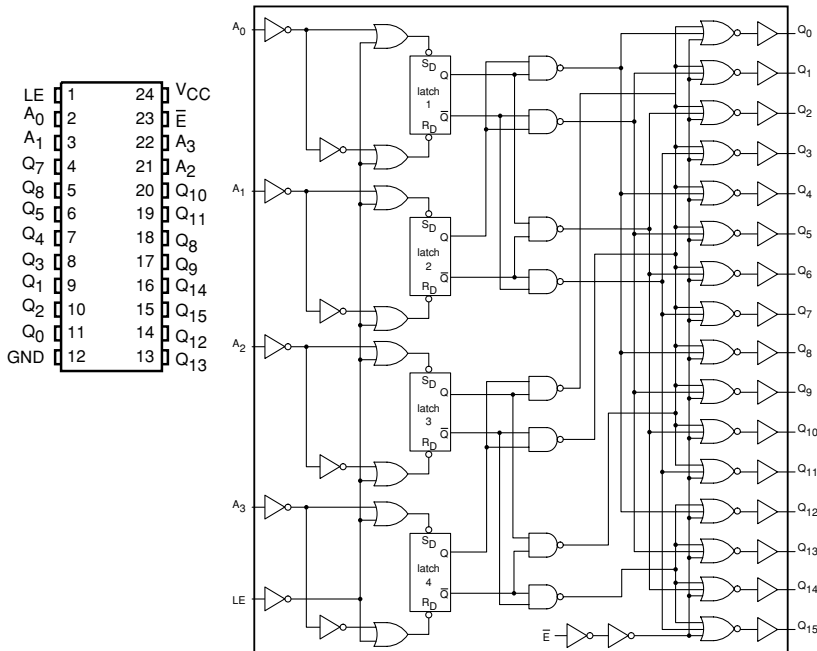 LE 1 24 VCC
A0 2 23 E̅
A1 3 22 A3
Q7 4 21 A2
Q8 5 20 Q10
Q5 6 19 Q11
Q4 7 18 Q8
Q3 8 17 Q9
Q1 9 16 Q14
Q2 10 15 Q15
Q0 11 14 Q12
GND 12 13 Q13
A0
SD Q
latch
1
Q̅
RD
A1
SD
Q
latch
2
Q̅
RD
A2
SD
Q
latch
3
Q̅
RD
A3
SD
Q
latch
4
Q̅
RD
LE
E̅
Q0
Q1
Q2
Q3
Q4
Q5
Q6
Q7
Q8
Q9
Q10
Q11
Q12
Q13
Q14
Q15